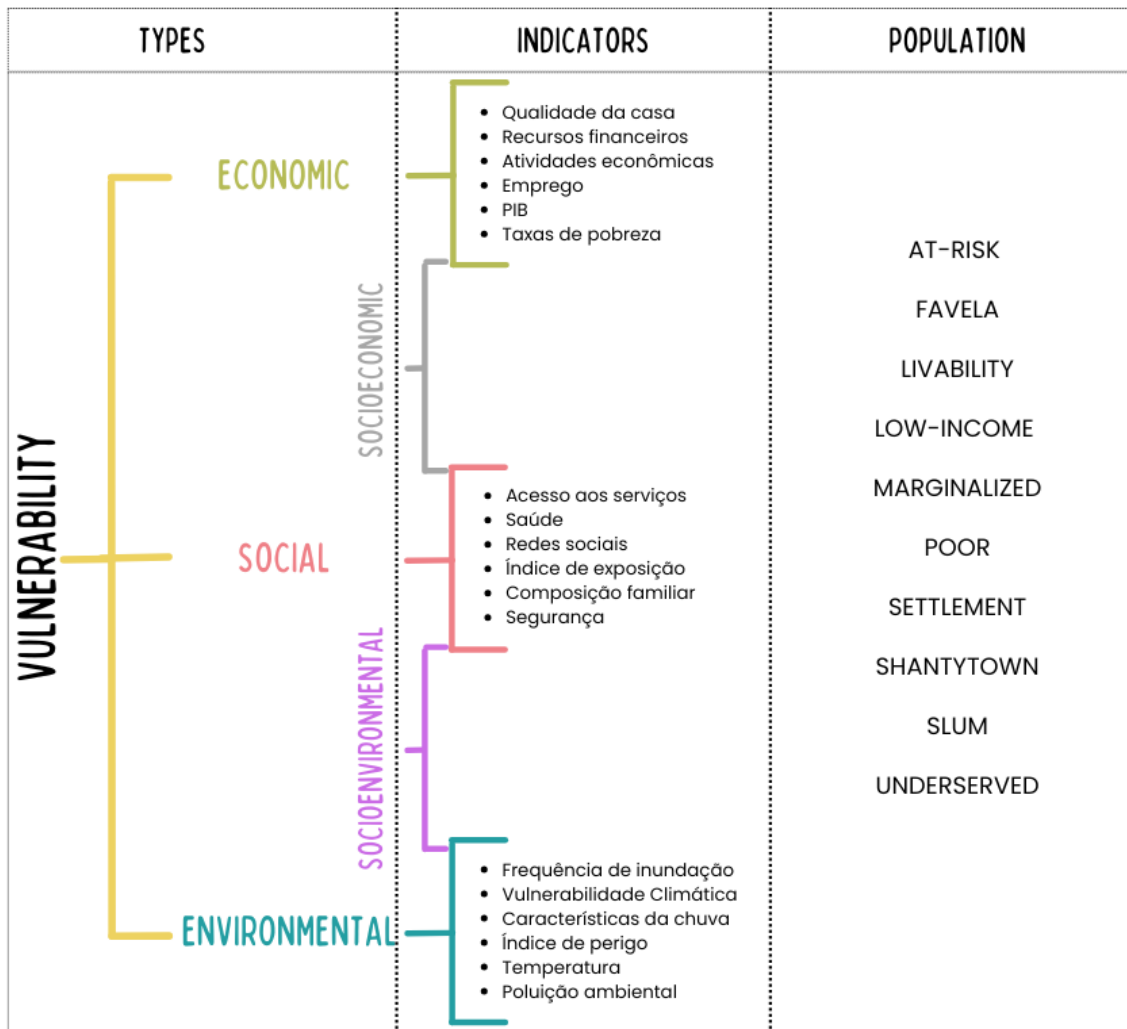 TYPES
INDICATORS
POPULATION
VULNERABILITY
ECONOMIC
• Qualidade da casa
• Recursos financeiros
• Atividades econômicas
• Emprego
• PIB
• Taxas de pobreza
SOCIOECONOMIC
SOCIAL
• Acesso aos serviços
• Saúde
• Redes sociais
• Índice de exposição
• Composição familiar
• Segurança
SOCIOENVIRONMENTAL
ENVIRONMENTAL
• Frequência de inundação
• Vulnerabilidade Climática
• Características da chuva
• Índice de perigo
• Temperatura
• Poluição ambiental
AT-RISK
FAVELA
LIVABILITY
LOW-INCOME
MARGINALIZED
POOR
SETTLEMENT
SHANTYTOWN
SLUM
UNDERSERVED